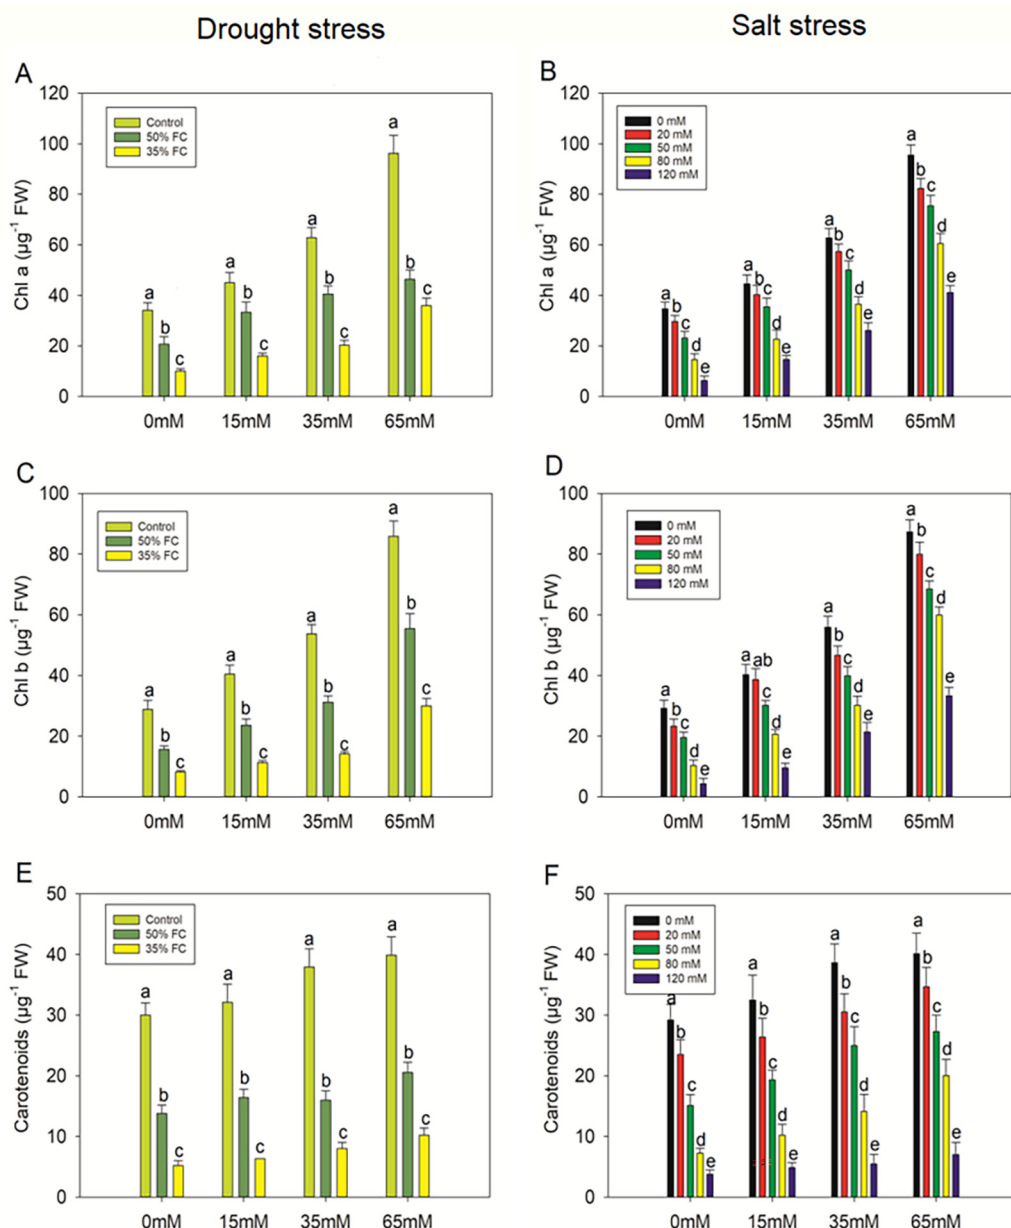 Drought stress
Salt stress
A
Chl a (µg⁻¹ FW)
120
100
80
60
40
20
0
Control
50% FC
35% FC
a
b
c
a
b
c
a
b
c
a
b
c
0mM
15mM
35mM
65mM
B
Chl a (µg⁻¹ FW)
120
100
80
60
40
20
0
0 mM
20 mM
50 mM
80 mM
120 mM
a
b
c
d
e
a
b
c
d
e
a
b
c
d
e
a
b
c
d
e
0mM
15mM
35mM
65mM
C
Chl b (µg⁻¹ FW)
100
80
60
40
20
0
Control
50% FC
35% FC
a
b
c
a
b
c
a
b
c
a
b
c
0mM
15mM
35mM
65mM
D
Chl b (µg⁻¹ FW)
100
80
60
40
20
0
0 mM
20 mM
50 mM
80 mM
120 mM
a
b
c
d
e
a
ab
c
d
e
a
b
c
d
e
a
b
c
d
e
0mM
15mM
35mM
65mM
E
Carotenoids (µg⁻¹ FW)
50
40
30
20
10
0
Control
50% FC
35% FC
a
b
c
a
b
c
a
b
c
a
b
c
0mM
15mM
35mM
65mM
F
Carotenoids (µg⁻¹ FW)
50
40
30
20
10
0
0 mM
20 mM
50 mM
80 mM
120 mM
a
b
c
d
e
a
b
c
d
e
a
b
c
d
e
a
b
c
d
e
0mM
15mM
35mM
65mM